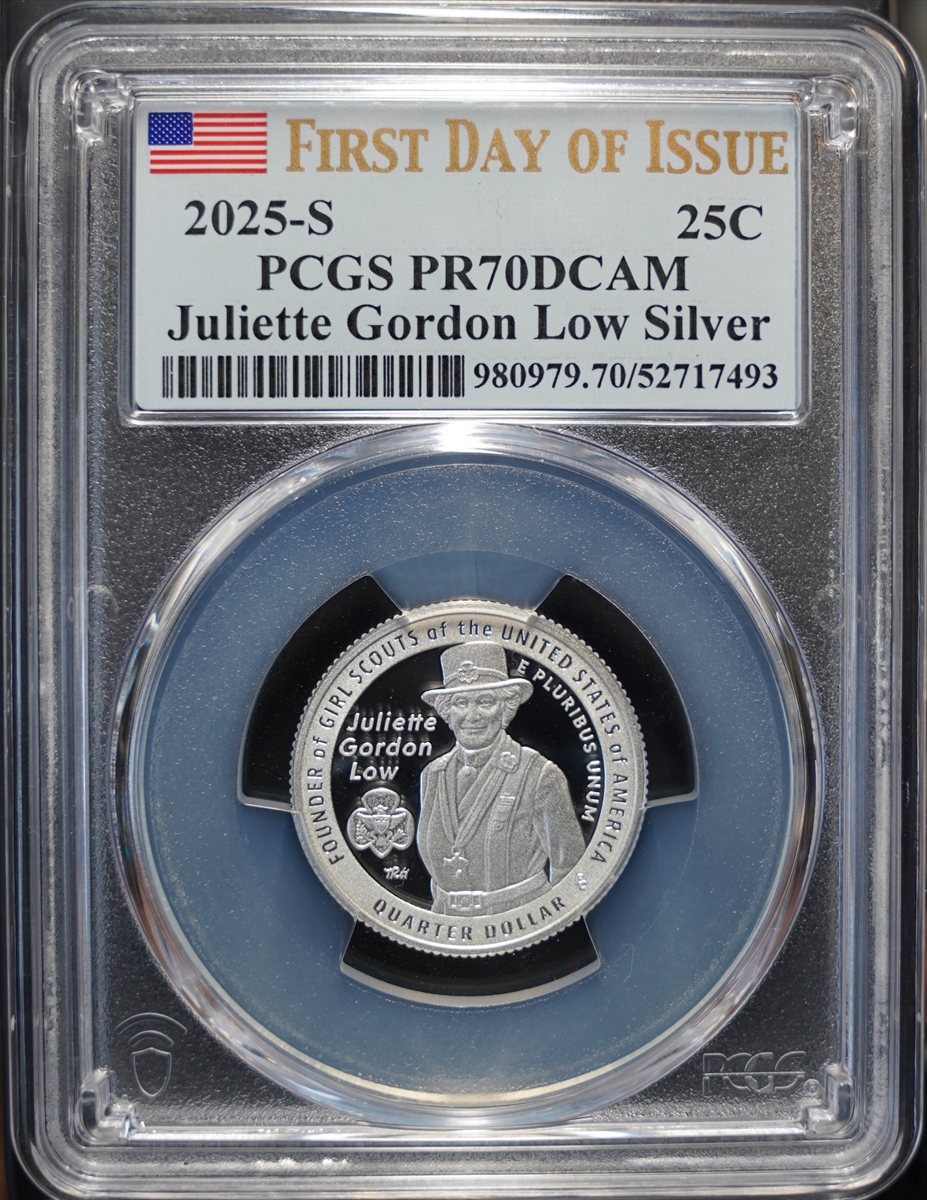 FIRST DAY OF ISSUE
2025-S 25C
PCGS PR70DCAM
Juliette Gordon Low Silver
980979.70/52717493
FOUNDER of GIRL SCOUTS of the UNITED STATES of AMERICA
E PLURIBUS UNUM
Juliette
Gordon
Low
QUARTER DOLLAR
PCGS